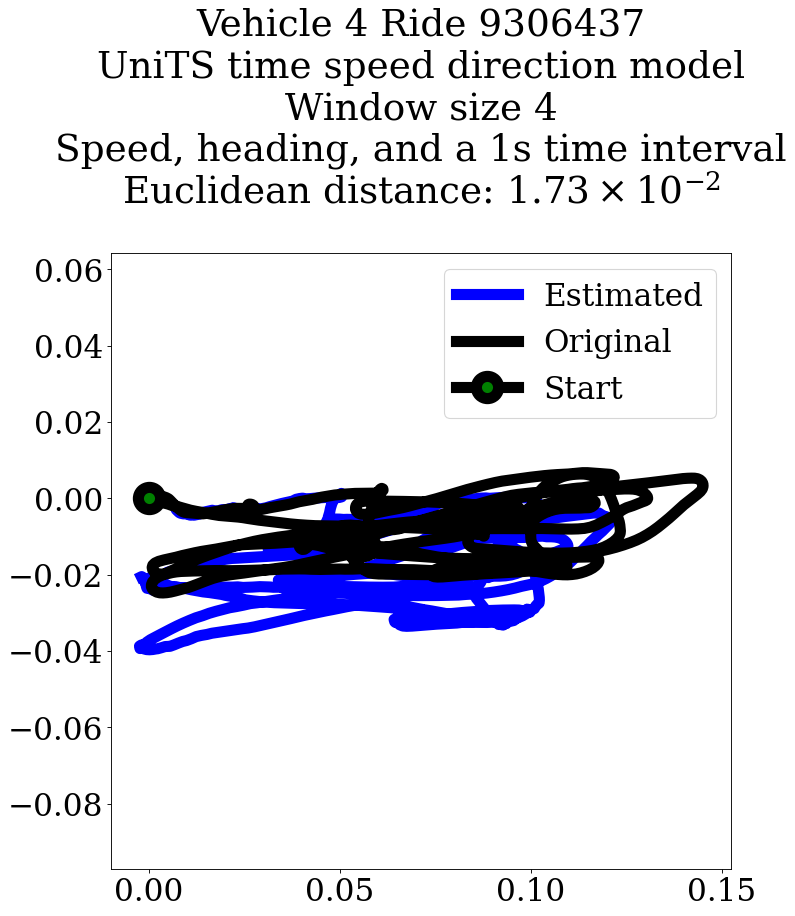 Vehicle 4 Ride 9306437
UniTS time speed direction model
Window size 4
Speed, heading, and a 1s time interval
Euclidean distance: 1.73 × 10⁻²
0.06
Estimated
0.04
Original
0.02
Start
0.00
−0.02
−0.04
−0.06
−0.08
0.00 0.05 0.10 0.15